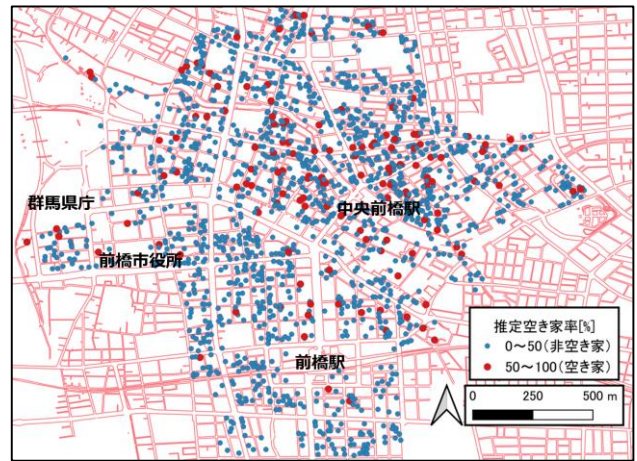 群馬県庁
中央前橋駅
前橋市役所
前橋駅
推定空き家率[%]
0～50(非空き家)
50～100(空き家)
0 250 500 m